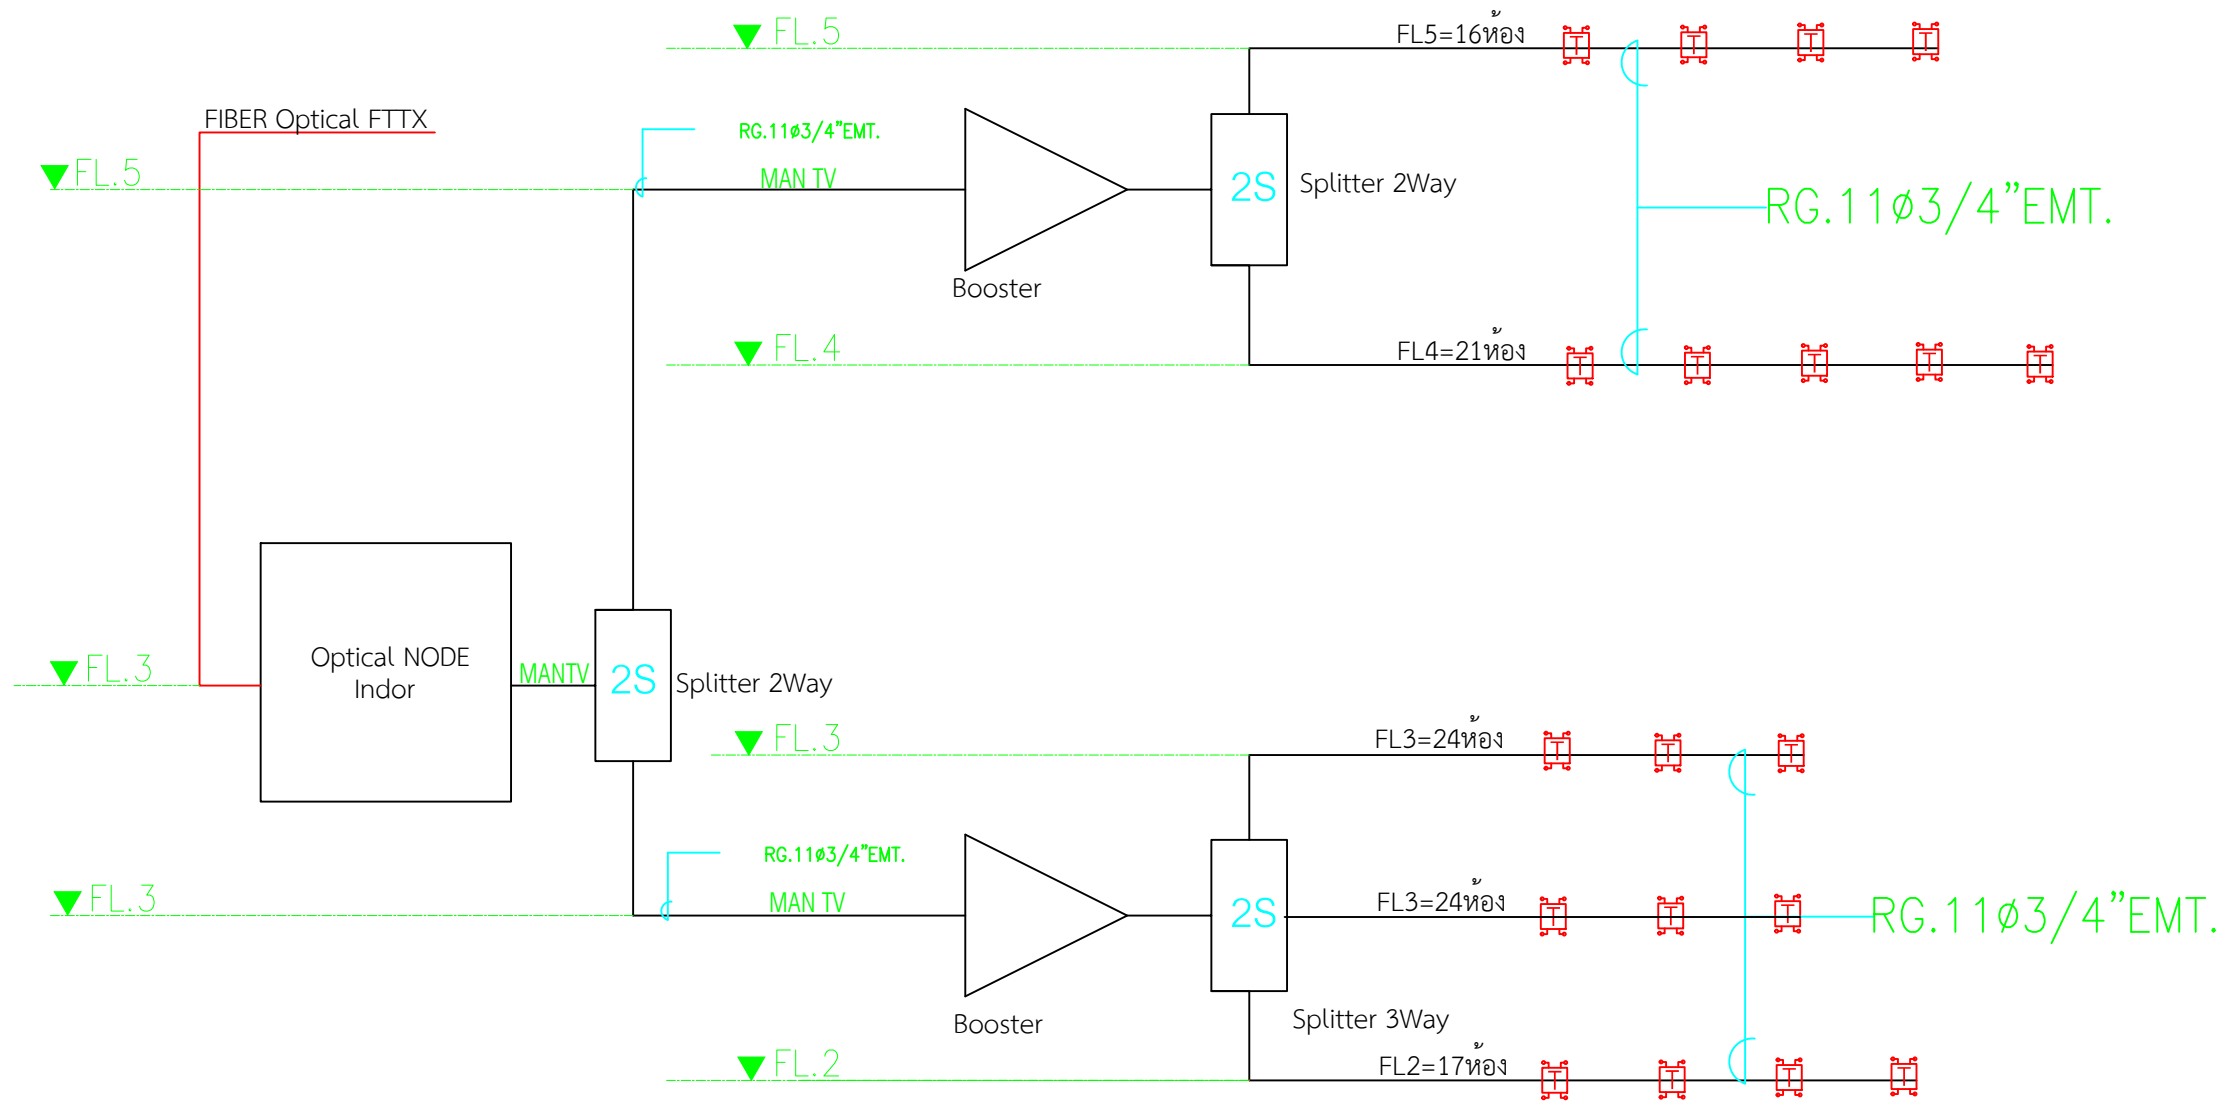 FL.5
FL5=16ห้อง
T
T
T
T
FIBER Optical FTTX
RG.11ø3/4"EMT.
FL.5
MAN TV
2S
Splitter 2Way
RG.11ø3/4"EMT.
Booster
FL.4
FL4=21ห้อง
T
T
T
T
T
Optical NODE
Indor
FL.3
MANTV
2S
Splitter 2Way
FL.3
FL3=24ห้อง
T
T
T
RG.11ø3/4"EMT.
FL.3
MAN TV
2S
FL3=24ห้อง
T
T
T
RG.11ø3/4"EMT.
Booster
Splitter 3Way
FL.2
FL2=17ห้อง
T
T
T
T